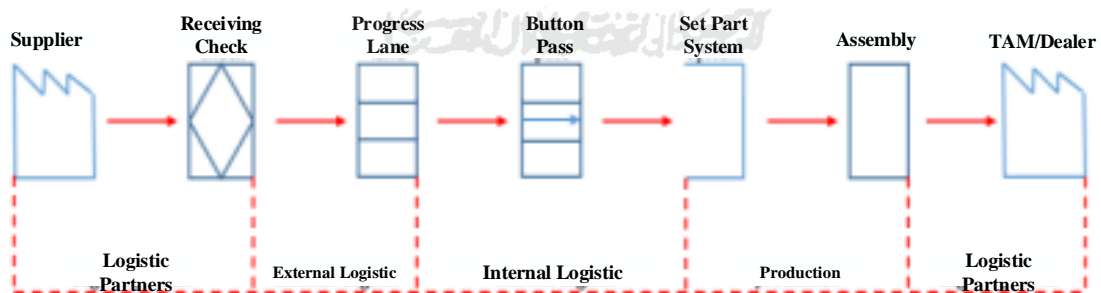 Supplier
Receiving
Check
Progress
Lane
Button
Pass
Set Part
System
Assembly
TAM/Dealer
Logistic
Partners
External Logistic
Internal Logistic
Production
Logistic
Partners